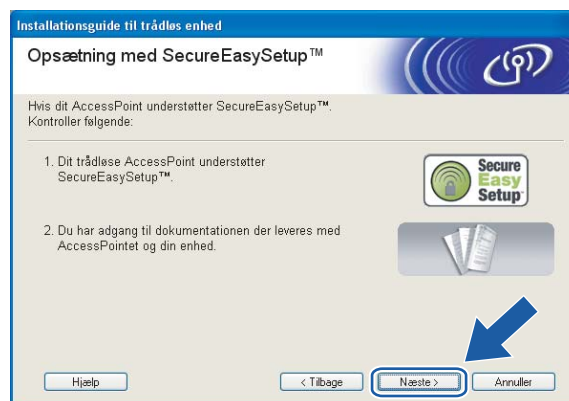 Installationsguide til trådløs enhed
Opsætning med SecureEasySetup™
Hvis dit AccessPoint understøtter SecureEasySetup™.
Kontroller følgende:
1. Dit trådløse AccessPoint understøtter
SecureEasySetup™.
Secure
Easy
Setup
2. Du har adgang til dokumentationen der leveres med
AccessPointet og din enhed.
Hjælp
< Tilbage
Næste >
Annuller